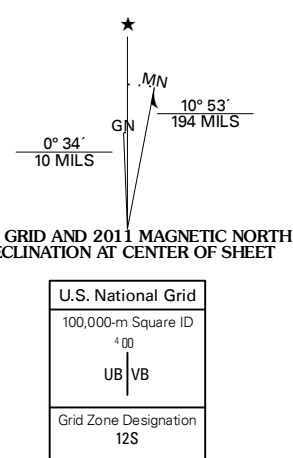 ★
MN
10° 53´
194 MILS
GN
0° 34´
10 MILS
GRID AND 2011 MAGNETIC NORTH
CLINATION AT CENTER OF SHEET
U.S. National Grid
100,000-m Square ID
4 00
UB VB
Grid Zone Designation
12S